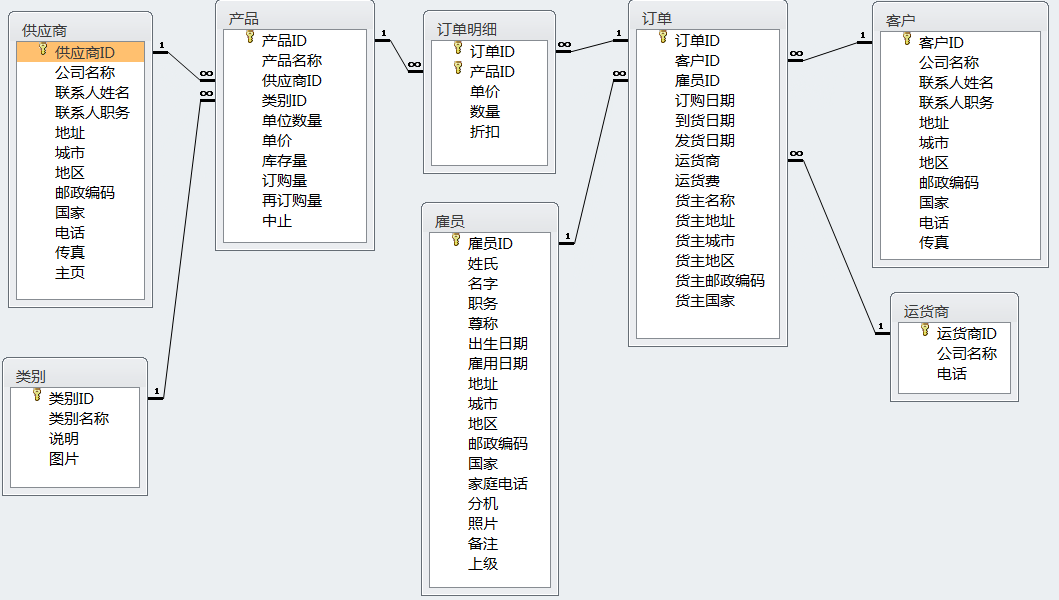 供应商
供应商ID
公司名称
联系人姓名
联系人职务
地址
城市
地区
邮政编码
国家
电话
传真
主页
1
∞
∞
产品
产品ID
产品名称
供应商ID
类别ID
单位数量
单价
库存量
订购量
再订购量
中止
1
∞
订单明细
订单ID
产品ID
单价
数量
折扣
∞
1
∞
订单
订单ID
客户ID
雇员ID
订购日期
到货日期
发货日期
运货商
运货费
货主名称
货主地址
货主城市
货主地区
货主邮政编码
货主国家
∞
1
∞
客户
客户ID
公司名称
联系人姓名
联系人职务
地址
城市
地区
邮政编码
国家
电话
传真
类别
类别ID
类别名称
说明
图片
1
雇员
雇员ID
姓氏
名字
职务
尊称
出生日期
雇用日期
地址
城市
地区
邮政编码
国家
家庭电话
分机
照片
备注
上级
1
1
运货商
运货商ID
公司名称
电话